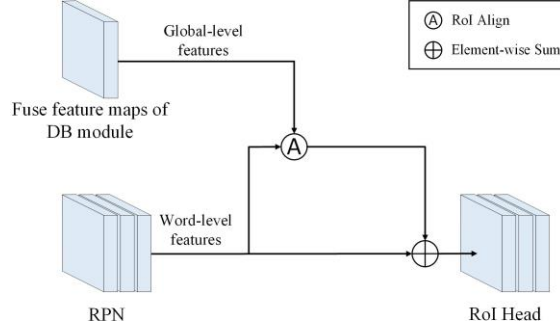 Global-level
features
A RoI Align
Element-wise Sum
Fuse feature maps of
DB module
A
Word-level
features
RPN
RoI Head